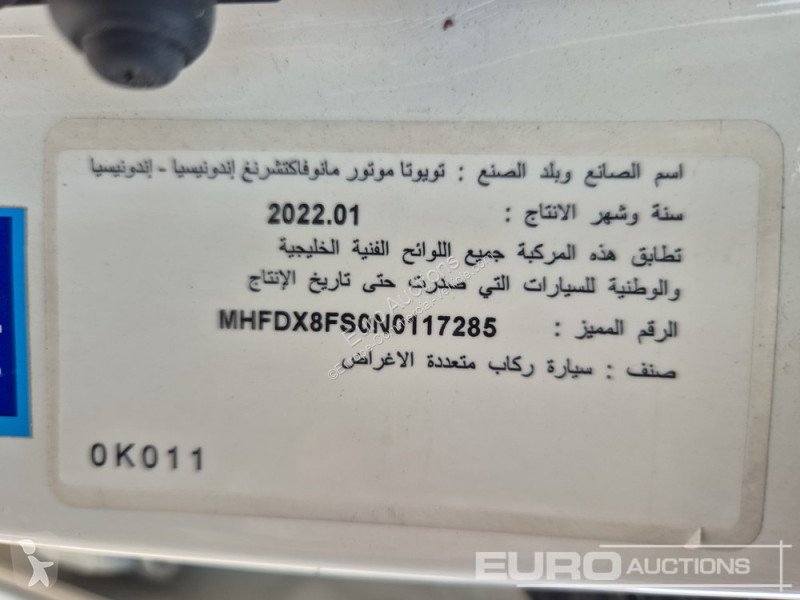 اسم الصانع وبلد الصنع : تويوتا موتور مانوفاكتشرنغ إندونيسيا - إندونيسيا
سنة وشهر الانتاج : 2022.01
تطابق هذه المركبة جميع اللوائح الفنية الخليجية
والوطنية للسيارات التي صدرت حتى تاريخ الإنتاج
الرقم المميز : MHFDX8FS0N0117285
صنف : سيارة ركاب متعددة الاغراض
0K011
EURO AUCTIONS